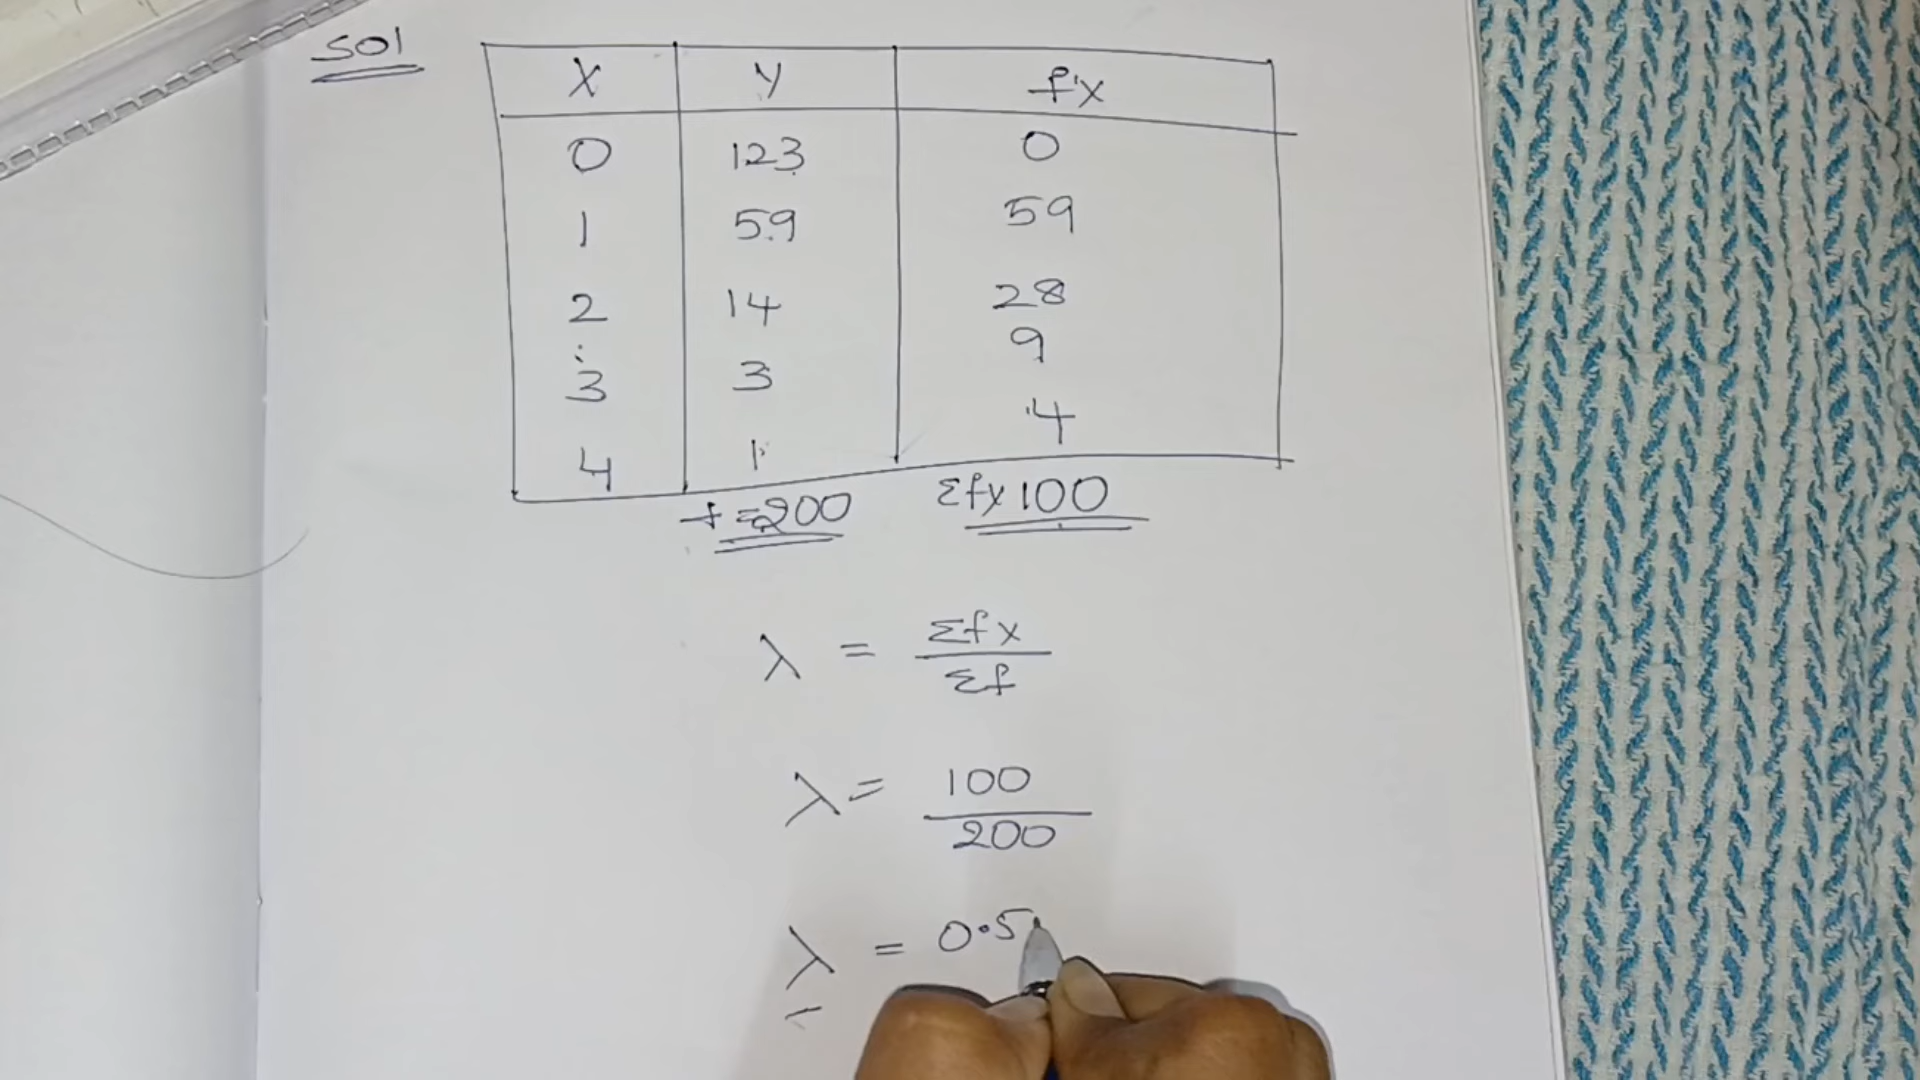 SOl
X Y f'x
0 123 0
1 59 59
2 14 28
3 3 9
4 1 4
f=200 Σfx 100
λ = Σfx
Σf
λ = 100
200
λ = 0.5